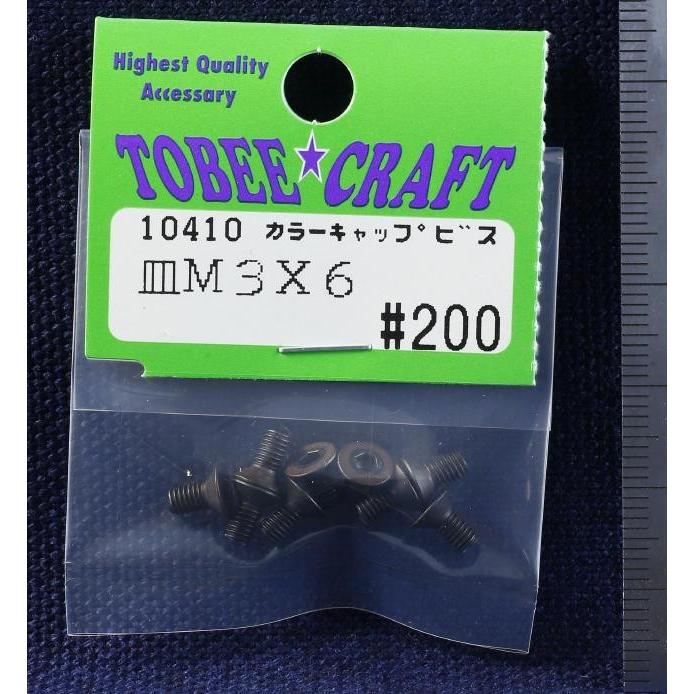 Highest Quality
Accessary
TOBEE★CRAFT
10410 カラーキャップビス
皿M3X6
#200